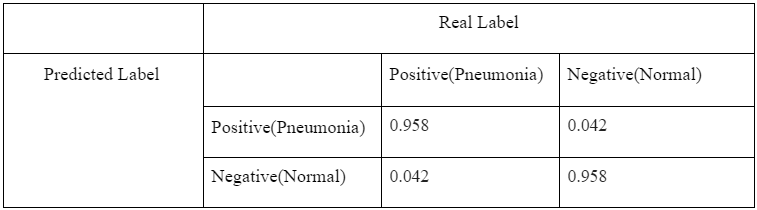 Real Label
Predicted Label Positive(Pneumonia) Negative(Normal)
Positive(Pneumonia) 0.958 0.042
Negative(Normal) 0.042 0.958